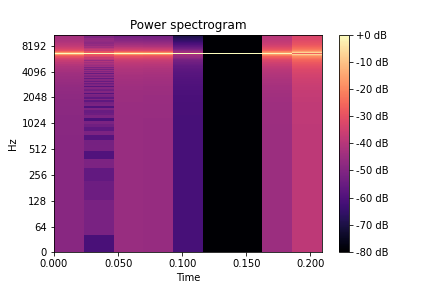 Power spectrogram
8192
4096
2048
1024
512
256
128
64
0
Hz
0.000 0.050 0.100 0.150 0.200
Time
+0 dB
-10 dB
-20 dB
-30 dB
-40 dB
-50 dB
-60 dB
-70 dB
-80 dB